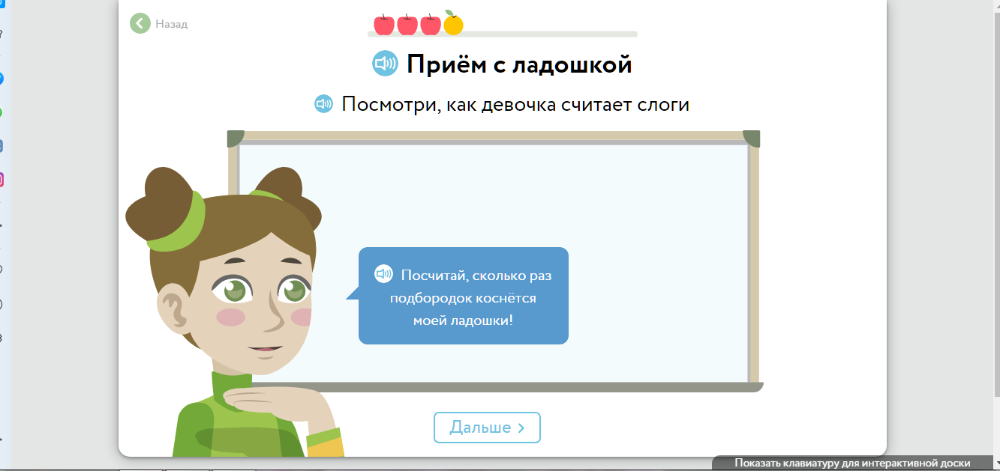 Назад
Приём с ладошкой
Посмотри, как девочка считает слоги
Посчитай, сколько раз
подбородок коснётся
моей ладошки!
Дальше
Показать клавиатуру для интерактивной доски